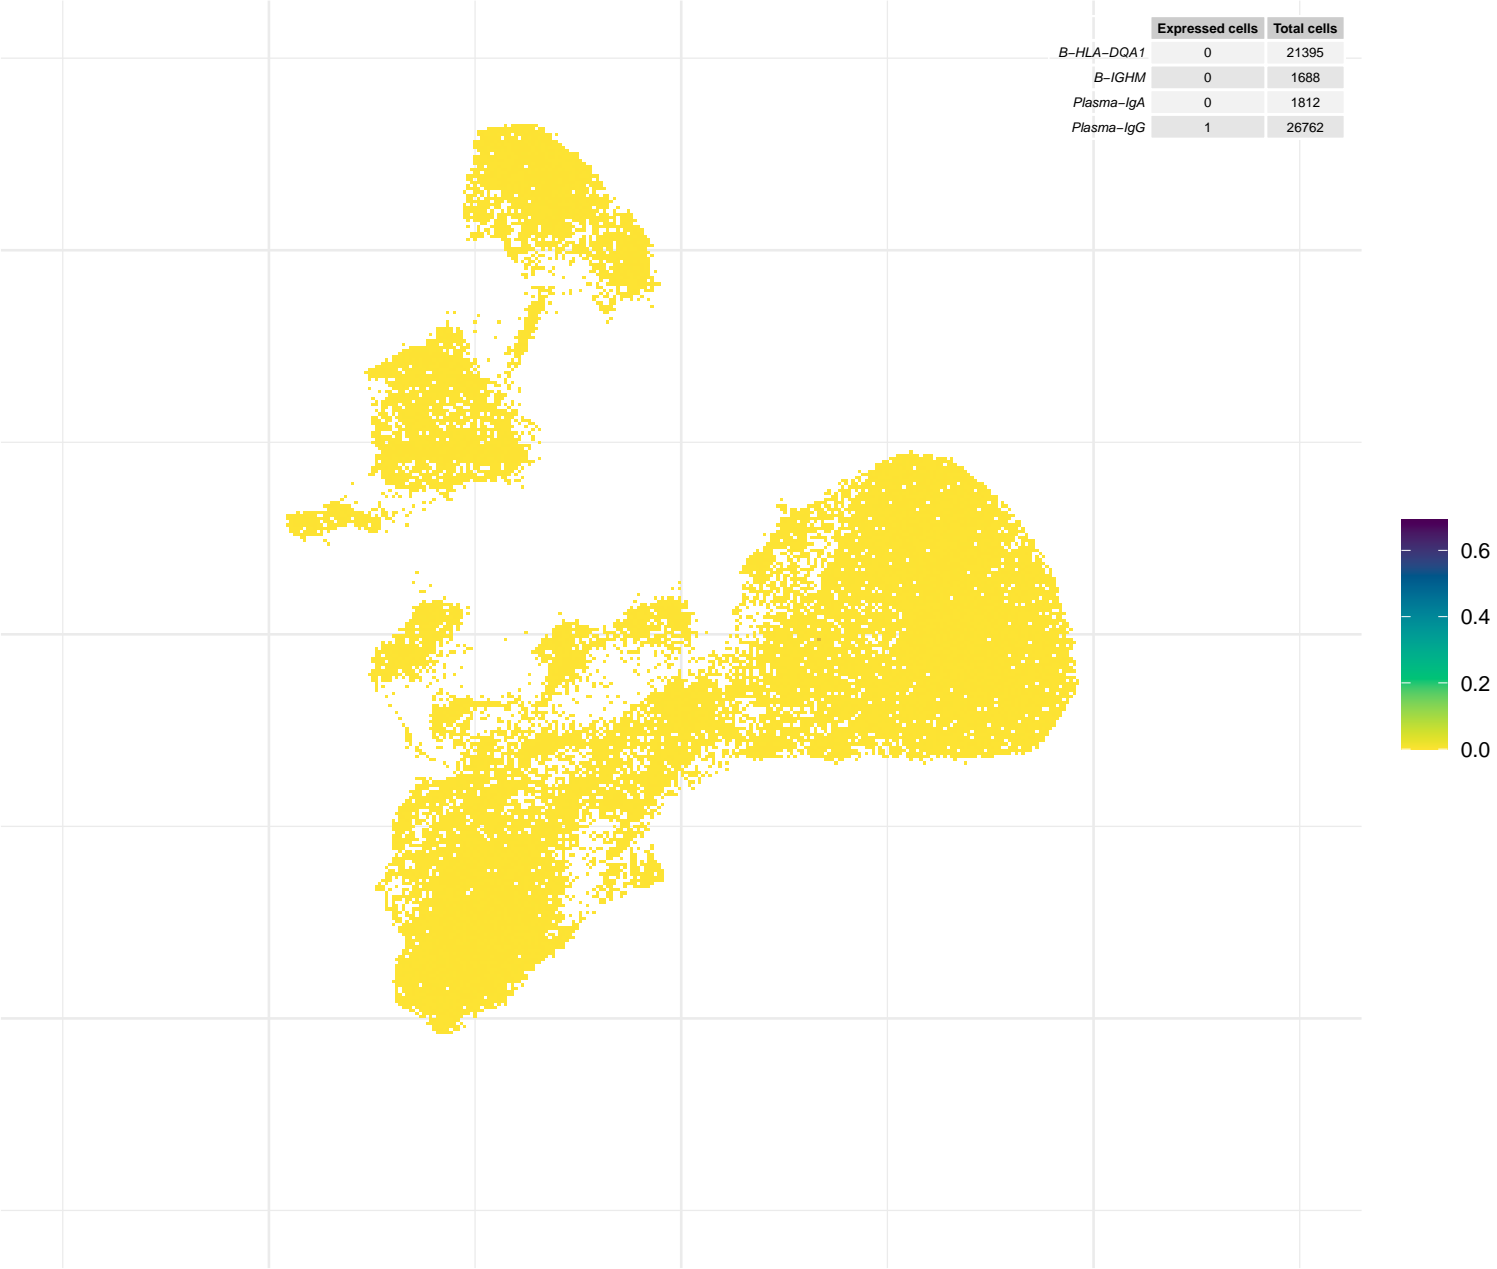 Expressed cells Total cells
B−HLA−DQA1 0 21395
B−IGHM 0 1688
Plasma−IgA 0 1812
Plasma−IgG 1 26762
0.6
0.4
0.2
0.0